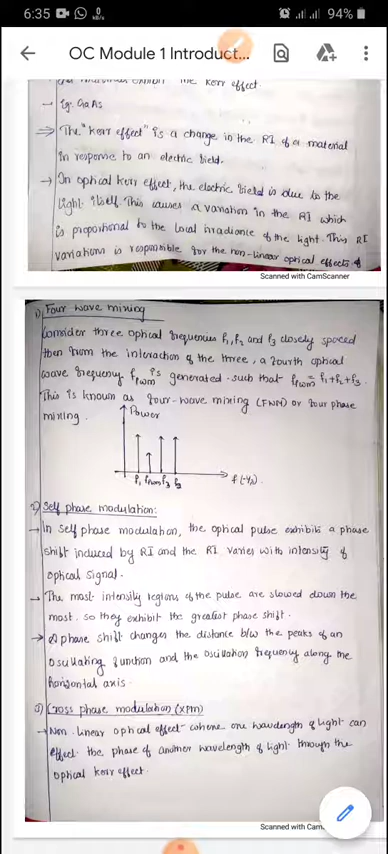 6:35
0
KB/s
94%
OC Module 1 Introduct...
the Kerr effect.
→ Eg: GaAs
⇒ The "Kerr effect" is a change in the RI of a material
in response to an electric field.
→ In optical Kerr effect, the electric field is due to the
light itself. This causes a variation in the RI which
is proportional to the local irradiance of the light. This RI
variations is responsible for the non-linear optical effects of
Scanned with CamScanner
1) Four wave mixing
Consider three optical frequencies f1, f2 and f3 closely spaced
then from the interaction of the three, a fourth optical
wave frequency fFWM is generated such that fFWM = f1+f2+f3.
This is known as four-wave mixing (FWM) or four phase
mixing.
Power
f1 fFWM f3 f2
f(Hz)
2) Self phase modulation:
→ In self phase modulation, the optical pulse exhibits a phase
shift induced by RI and the RI varies with intensity of
optical signal.
→ The most intensity regions of the pulse are slowed down the
most. so they exhibit the greatest phase shift.
→ A phase shift changes the distance b/w the peaks of an
oscillating function and the oscillation frequency along the
horizontal axis.
3) Cross phase modulation (XPM)
→ Non-linear optical effect where one wavelength of light can
effect the phase of another wavelength of light through the
optical kerr effect.
Scanned with Cam